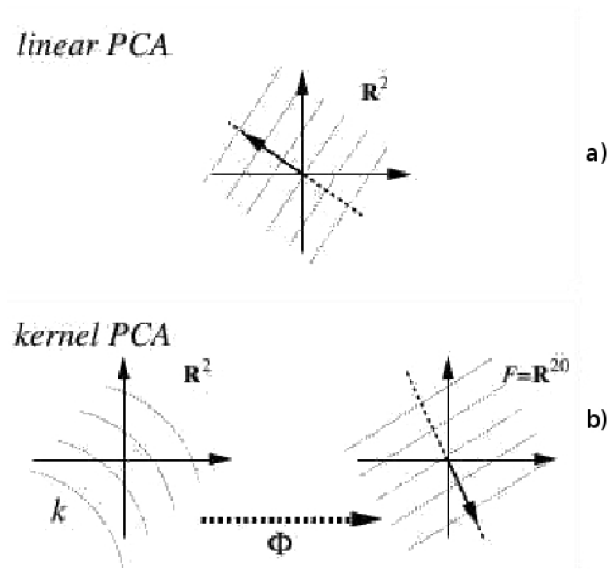 linear PCA
R²
a)
kernel PCA
R²
F=R²⁰
b)
k
Φ